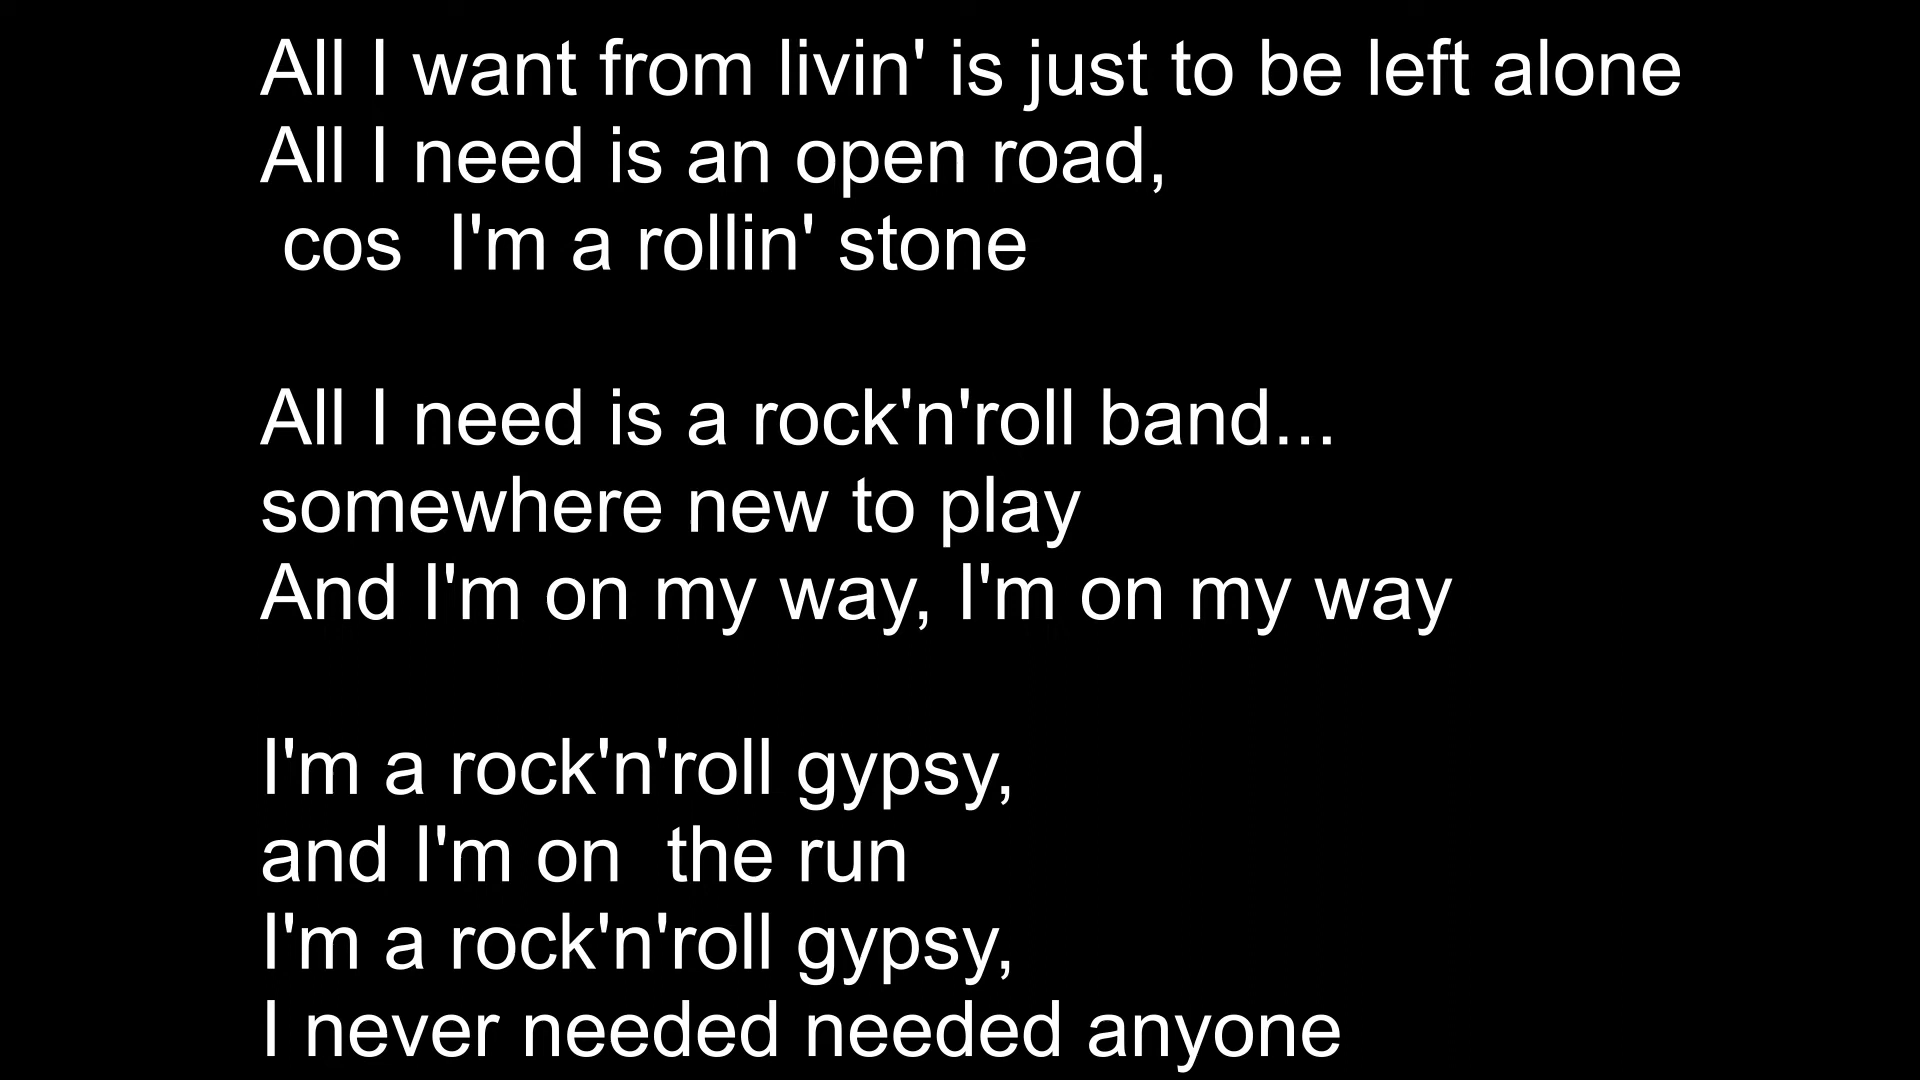 All I want from livin' is just to be left alone
All I need is an open road,
cos  I'm a rollin' stone
All I need is a rock'n'roll band...
somewhere new to play
And I'm on my way, I'm on my way
I'm a rock'n'roll gypsy,
and I'm on  the run
I'm a rock'n'roll gypsy,
I never needed needed anyone